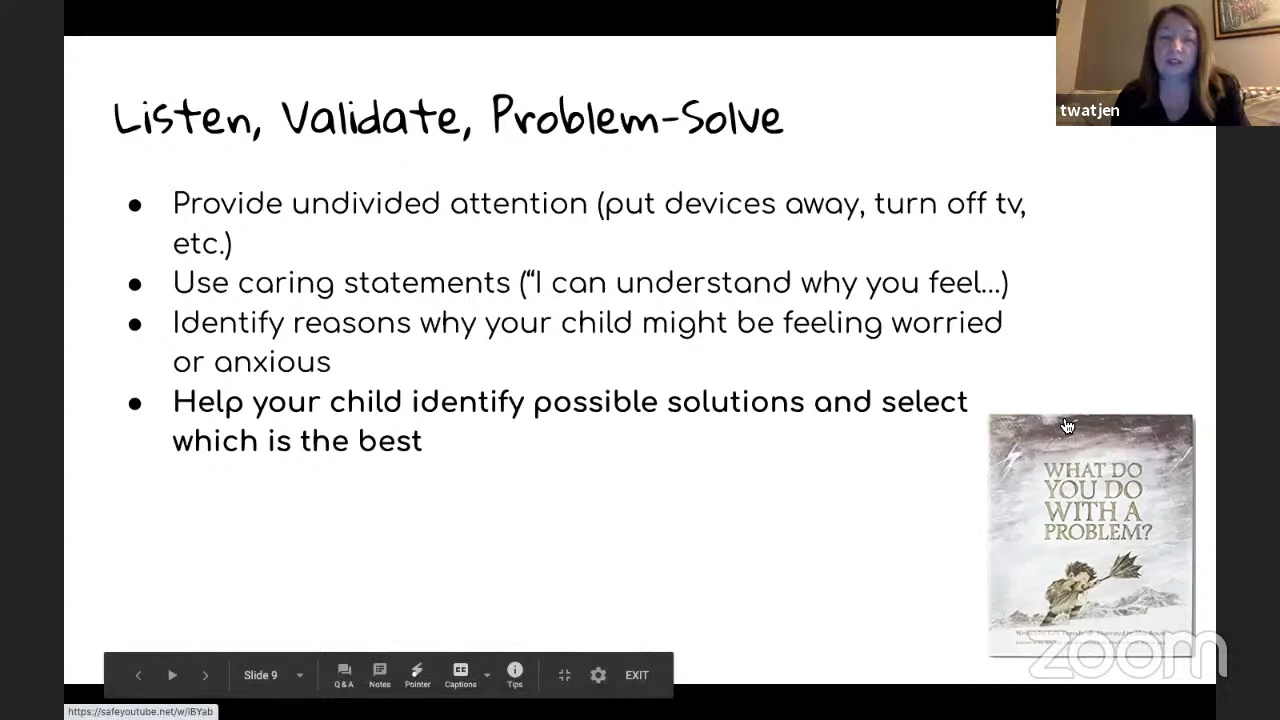 Listen, Validate, Problem-Solve
twatjen
● Provide undivided attention (put devices away, turn off tv,
etc.)
● Use caring statements (“I can understand why you feel...)
● Identify reasons why your child might be feeling worried
or anxious
● Help your child identify possible solutions and select
which is the best
WHAT DO
YOU DO
WITH A
PROBLEM?
zoom
Slide 9
Q & A
Notes
Pointer
Captions
Tips
EXIT
https://safeyoutube.net/w/iBYab